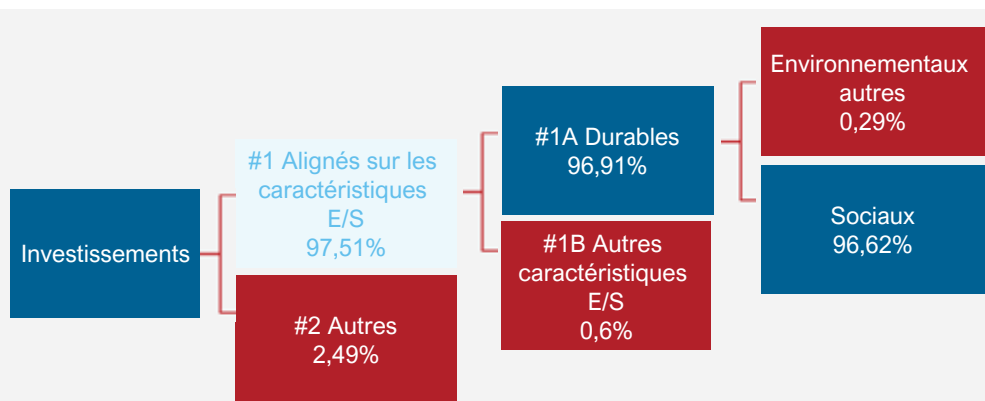 Investissements
#1 Alignés sur les
caractéristiques
E/S
97,51%
#2 Autres
2,49%
#1A Durables
96,91%
#1B Autres
caractéristiques
E/S
0,6%
Environnementaux
autres
0,29%
Sociaux
96,62%